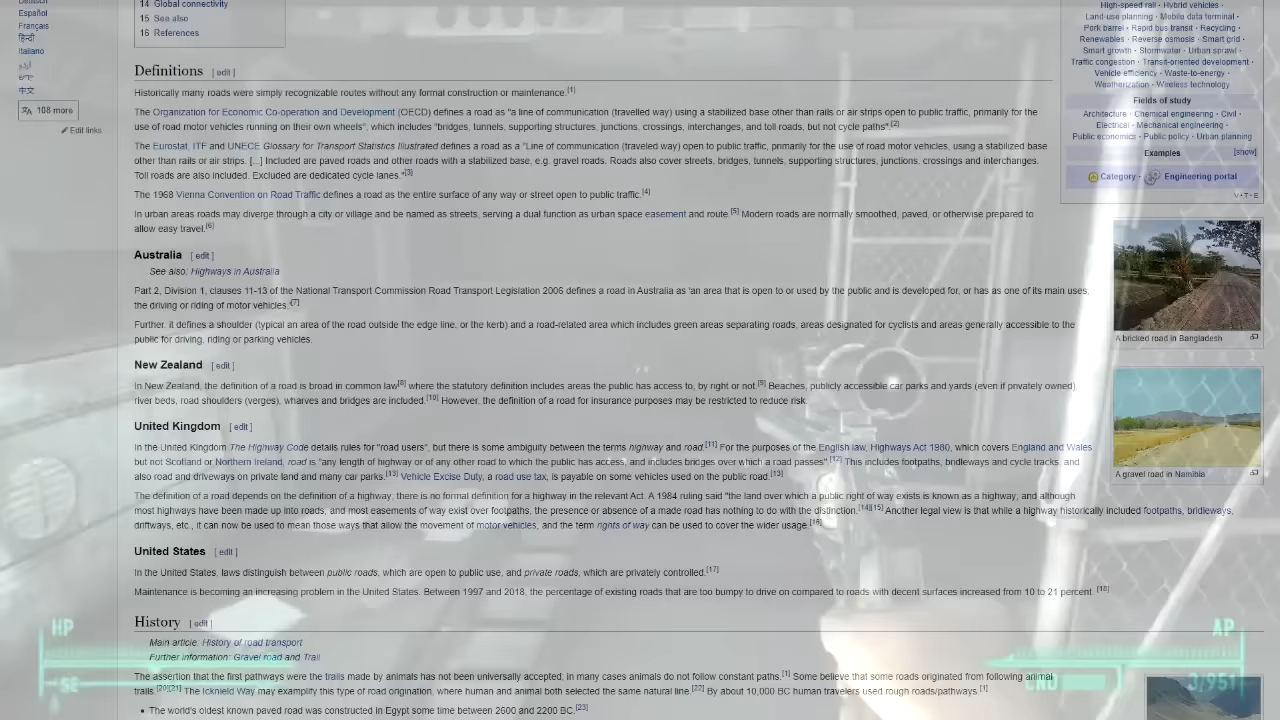 Deutsch
Español
Français
हिन्दी
Italiano
اردو
中文
108 more
Edit links
14 Global connectivity
15 See also
16 References
Definitions [ edit ]
Historically many roads were simply recognizable routes without any formal construction or maintenance.[1]
The Organization for Economic Co-operation and Development (OECD) defines a road as "a line of communication (travelled way) using a stabilized base other than rails or air strips open to public traffic, primarily for the
use of road motor vehicles running on their own wheels", which includes "bridges, tunnels, supporting structures, junctions, crossings, interchanges, and toll roads, but not cycle paths".[2]
The Eurostat, ITF and UNECE Glossary for Transport Statistics Illustrated defines a road as a "Line of communication (traveled way) open to public traffic, primarily for the use of road motor vehicles, using a stabilized base
other than rails or air strips. [...] Included are paved roads and other roads with a stabilized base, e.g. gravel roads. Roads also cover streets, bridges, tunnels, supporting structures, junctions, crossings and interchanges.
Toll roads are also included. Excluded are dedicated cycle lanes."[3]
The 1968 Vienna Convention on Road Traffic defines a road as the entire surface of any way or street open to public traffic.[4]
In urban areas roads may diverge through a city or village and be named as streets, serving a dual function as urban space easement and route.[5] Modern roads are normally smoothed, paved, or otherwise prepared to
allow easy travel.[6]
Australia [ edit ]
See also: Highways in Australia
Part 2, Division 1, clauses 11-13 of the National Transport Commission Road Transport Legislation 2006 defines a road in Australia as 'an area that is open to or used by the public and is developed for, or has as one of its main uses,
the driving or riding of motor vehicles.'[7]
Further, it defines a shoulder (typical an area of the road outside the edge line, or the kerb) and a road-related area which includes green areas separating roads, areas designated for cyclists and areas generally accessible to the
public for driving, riding or parking vehicles.
New Zealand [ edit ]
In New Zealand, the definition of a road is broad in common law[8] where the statutory definition includes areas the public has access to, by right or not.[9] Beaches, publicly accessible car parks and yards (even if privately owned),
river beds, road shoulders (verges), wharves and bridges are included.[10] However, the definition of a road for insurance purposes may be restricted to reduce risk.
United Kingdom [ edit ]
In the United Kingdom The Highway Code details rules for "road users", but there is some ambiguity between the terms highway and road.[11] For the purposes of the English law, Highways Act 1980, which covers England and Wales
but not Scotland or Northern Ireland, road is "any length of highway or of any other road to which the public has access, and includes bridges over which a road passes".[12] This includes footpaths, bridleways and cycle tracks, and
also road and driveways on private land and many car parks.[13] Vehicle Excise Duty, a road use tax, is payable on some vehicles used on the public road.[13]
The definition of a road depends on the definition of a highway; there is no formal definition for a highway in the relevant Act. A 1984 ruling said "the land over which a public right of way exists is known as a highway; and although
most highways have been made up into roads, and most easements of way exist over footpaths, the presence or absence of a made road has nothing to do with the distinction.[14][15] Another legal view is that while a highway historically included footpaths, bridleways,
driftways, etc., it can now be used to mean those ways that allow the movement of motor vehicles, and the term rights of way can be used to cover the wider usage.[16]
United States [ edit ]
In the United States, laws distinguish between public roads, which are open to public use, and private roads, which are privately controlled.[17]
Maintenance is becoming an increasing problem in the United States. Between 1997 and 2018, the percentage of existing roads that are too bumpy to drive on compared to roads with decent surfaces increased from 10 to 21 percent. [18]
History [ edit ]
Main article: History of road transport
Further information: Gravel road and Trail
The assertion that the first pathways were the trails made by animals has not been universally accepted; in many cases animals do not follow constant paths.[1] Some believe that some roads originated from following animal
trails.[20][21] The Icknield Way may examplify this type of road origination, where human and animal both selected the same natural line.[22] By about 10,000 BC human travelers used rough roads/pathways.[1]
• The world's oldest known paved road was constructed in Egypt some time between 2600 and 2200 BC.[23]
High-speed rail · Hybrid vehicles ·
Land-use planning · Mobile data terminal ·
Pork barrel · Rapid bus transit · Recycling ·
Renewables · Reverse osmosis · Smart grid ·
Smart growth · Stormwater · Urban sprawl ·
Traffic congestion · Transit-oriented development ·
Vehicle efficiency · Waste-to-energy ·
Weatherization · Wireless technology
Fields of study
Architecture · Chemical engineering · Civil ·
Electrical · Mechanical engineering ·
Public economics · Public policy · Urban planning
Examples [show]
Category · Engineering portal
V · T · E
A bricked road in Bangladesh
A gravel road in Namibia
HP
SE
AP
CND
3/951